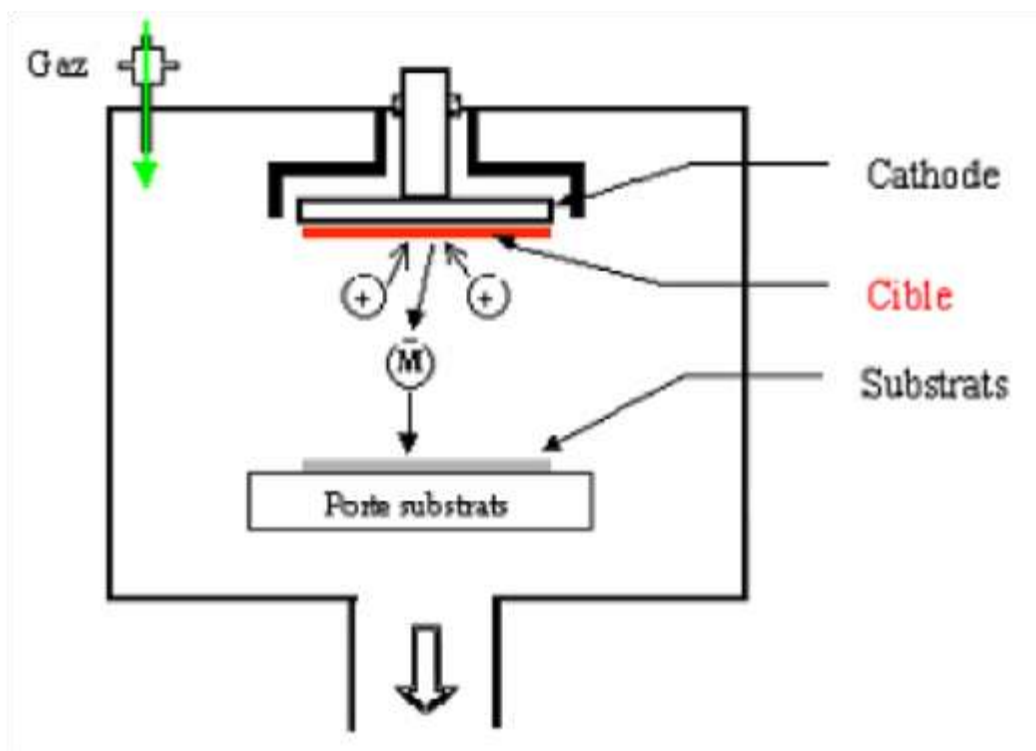 Gaz
Cathode
+
+
Cible
M
Substrats
Porte substrats